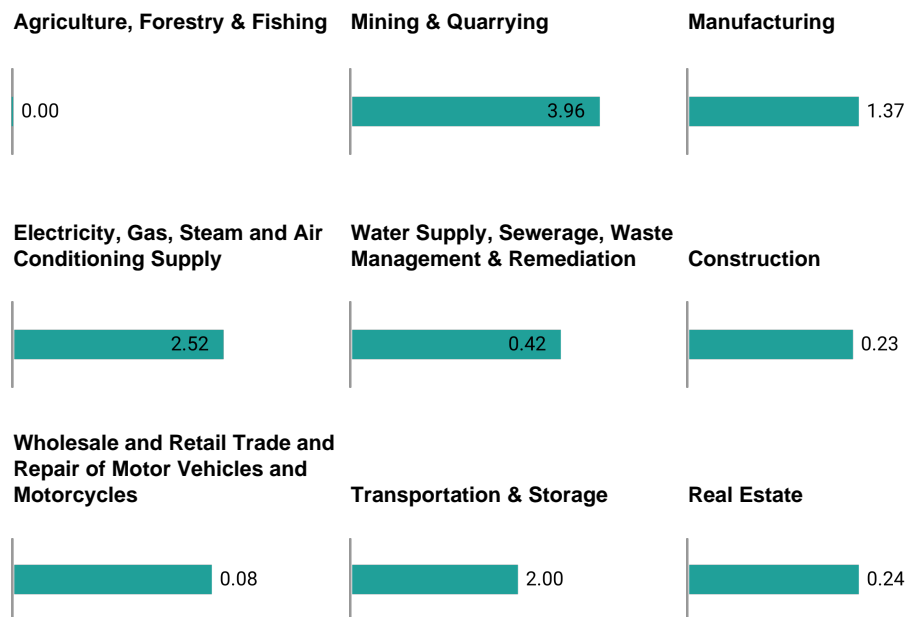 Agriculture, Forestry & Fishing
0.00
Mining & Quarrying
3.96
Manufacturing
1.37
Electricity, Gas, Steam and Air
Conditioning Supply
2.52
Water Supply, Sewerage, Waste
Management & Remediation
0.42
Construction
0.23
Wholesale and Retail Trade and
Repair of Motor Vehicles and
Motorcycles
0.08
Transportation & Storage
2.00
Real Estate
0.24